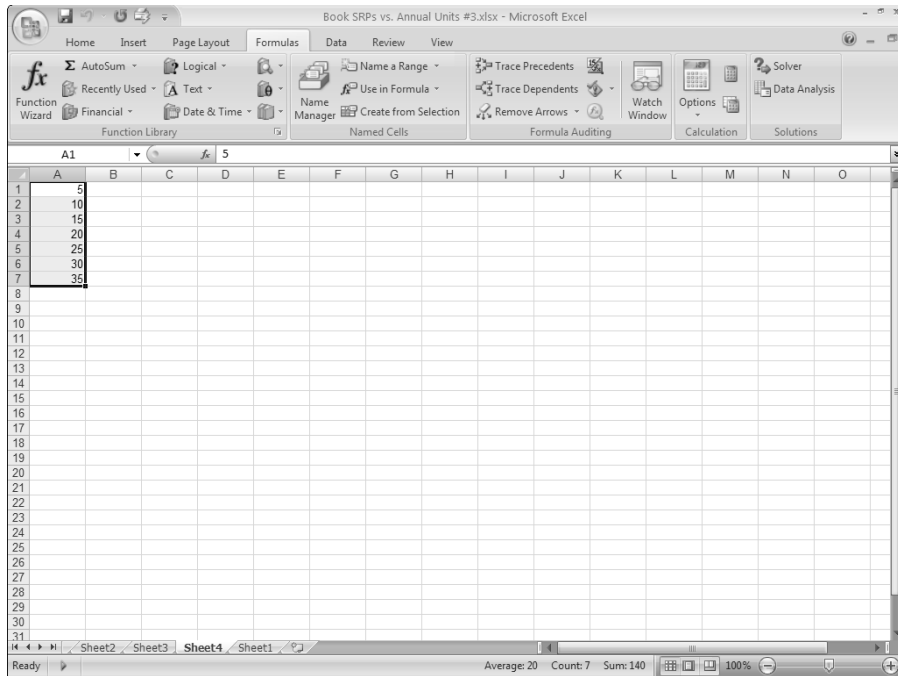 Book SRPs vs. Annual Units #3.xlsx - Microsoft Excel
Home Insert Page Layout Formulas Data Review View
Σ AutoSum Logical Name a Range Trace Precedents Solver
Recently Used Text Use in Formula Trace Dependents Data Analysis
Financial Date & Time Create from Selection Remove Arrows
Function Wizard Name Manager Watch Window Options
Function Library Named Cells Formula Auditing Calculation Solutions
A1 fx 5
A B C D E F G H I J K L M N O
1 5
2 10
3 15
4 20
5 25
6 30
7 35
8
9
10
11
12
13
14
15
16
17
18
19
20
21
22
23
24
25
26
27
28
29
30
31
Sheet2 Sheet3 Sheet4 Sheet1
Ready Average: 20 Count: 7 Sum: 140 100%